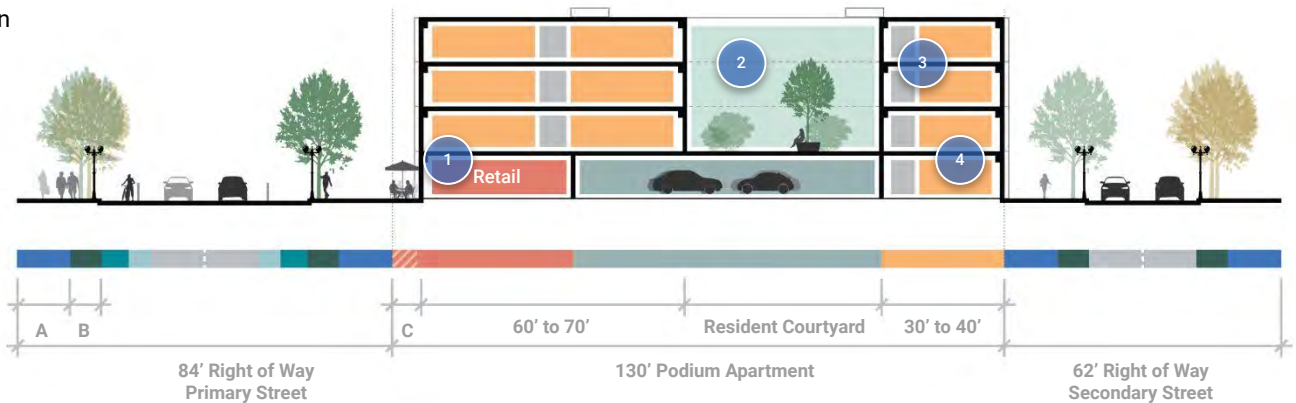 n
2
3
1
4
Retail
A B C 60’ to 70’ Resident Courtyard 30’ to 40’
84’ Right of Way
Primary Street
130’ Podium Apartment
62’ Right of Way
Secondary Street